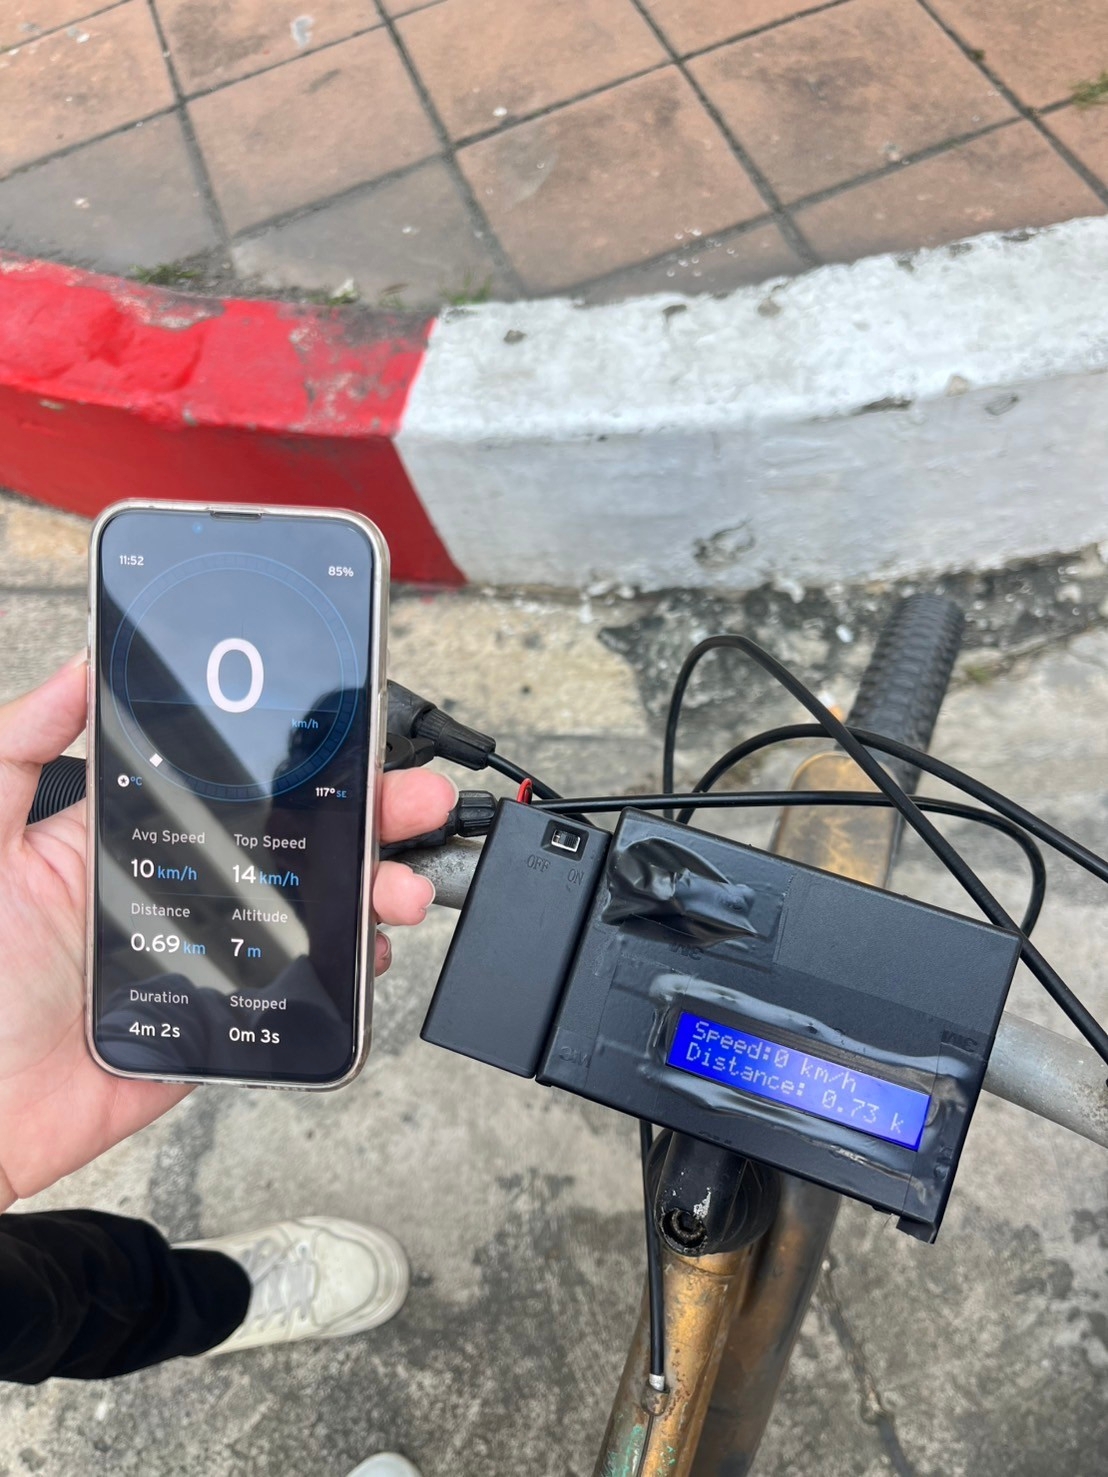 11:52
85%
0
km/h
°C
117° SE
Avg Speed Top Speed
10 km/h 14 km/h
Distance Altitude
0.69 km 7 m
Duration Stopped
4m 2s 0m 3s
OFF ON
Speed:0 km/h
Distance: 0.73 k